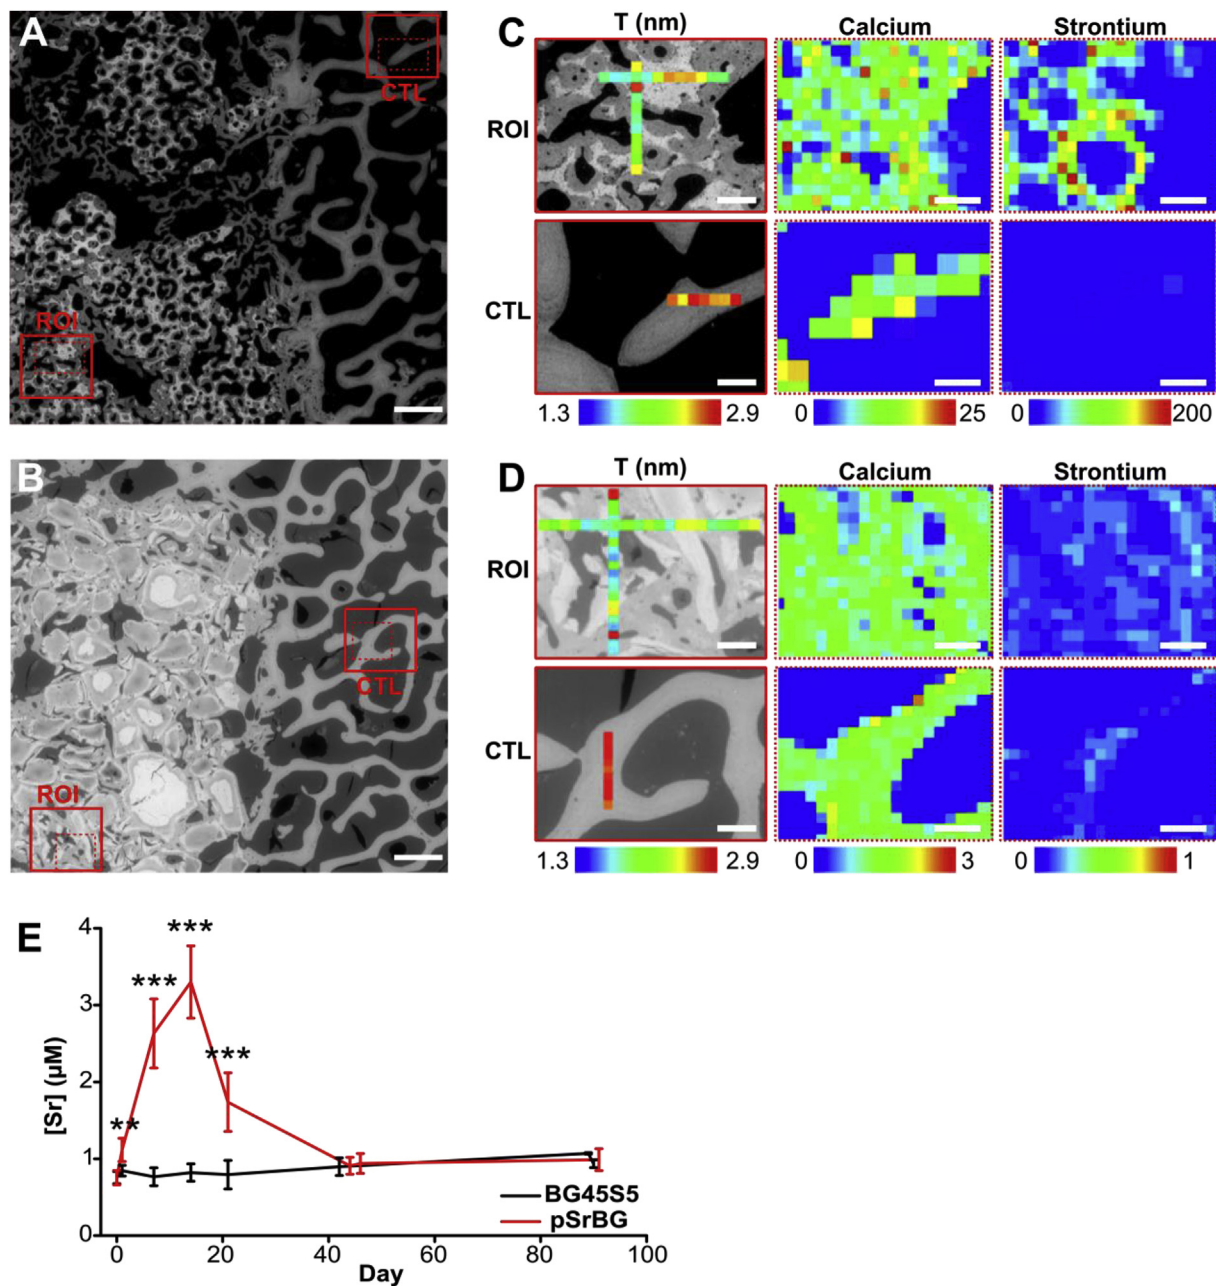 A
CTL
ROI
C
T (nm)
Calcium
Strontium
ROI
CTL
1.3 2.9
0 25
0 200
B
CTL
ROI
D
T (nm)
Calcium
Strontium
ROI
CTL
1.3 2.9
0 3
0 1
E
4
3
2
1
0
[Sr] (µM)
**
***
***
***
BG45S5
pSrBG
0 20 40 60 80 100
Day